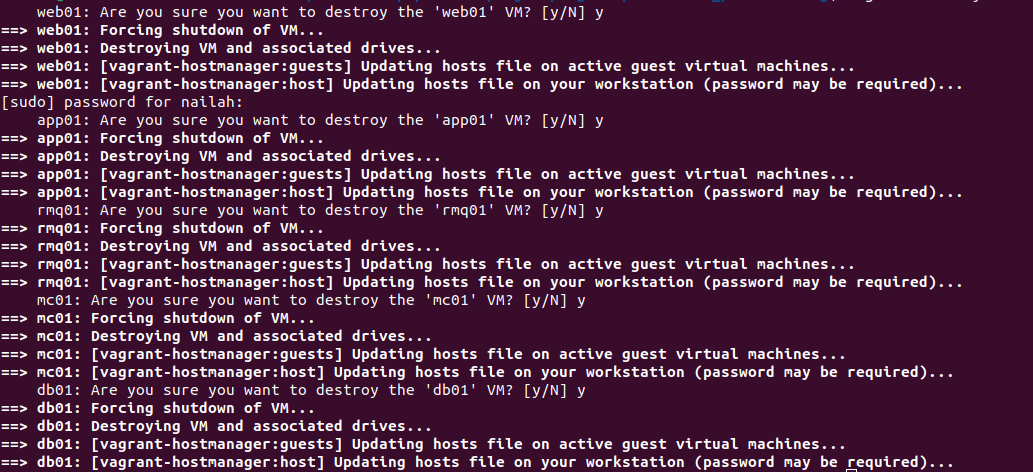 web01: Are you sure you want to destroy the 'web01' VM? [y/N] y
==> web01: Forcing shutdown of VM...
==> web01: Destroying VM and associated drives...
==> web01: [vagrant-hostmanager:guests] Updating hosts file on active guest virtual machines...
==> web01: [vagrant-hostmanager:host] Updating hosts file on your workstation (password may be required)...
[sudo] password for nailah:
app01: Are you sure you want to destroy the 'app01' VM? [y/N] y
==> app01: Forcing shutdown of VM...
==> app01: Destroying VM and associated drives...
==> app01: [vagrant-hostmanager:guests] Updating hosts file on active guest virtual machines...
==> app01: [vagrant-hostmanager:host] Updating hosts file on your workstation (password may be required)...
rmq01: Are you sure you want to destroy the 'rmq01' VM? [y/N] y
==> rmq01: Forcing shutdown of VM...
==> rmq01: Destroying VM and associated drives...
==> rmq01: [vagrant-hostmanager:guests] Updating hosts file on active guest virtual machines...
==> rmq01: [vagrant-hostmanager:host] Updating hosts file on your workstation (password may be required)...
mc01: Are you sure you want to destroy the 'mc01' VM? [y/N] y
==> mc01: Forcing shutdown of VM...
==> mc01: Destroying VM and associated drives...
==> mc01: [vagrant-hostmanager:guests] Updating hosts file on active guest virtual machines...
==> mc01: [vagrant-hostmanager:host] Updating hosts file on your workstation (password may be required)...
db01: Are you sure you want to destroy the 'db01' VM? [y/N] y
==> db01: Forcing shutdown of VM...
==> db01: Destroying VM and associated drives...
==> db01: [vagrant-hostmanager:guests] Updating hosts file on active guest virtual machines...
==> db01: [vagrant-hostmanager:host] Updating hosts file on your workstation (password may be required)...